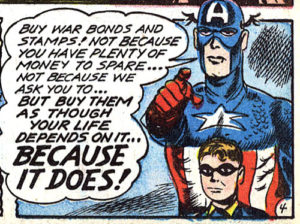 BUY WAR BONDS AND
STAMPS! NOT BECAUSE
YOU HAVE PLENTY OF
MONEY TO SPARE...
NOT BECAUSE WE
ASK YOU TO...
BUT BUY THEM
AS THOUGH
YOUR LIFE
DEPENDS ON IT...
BECAUSE
IT DOES!
A
4